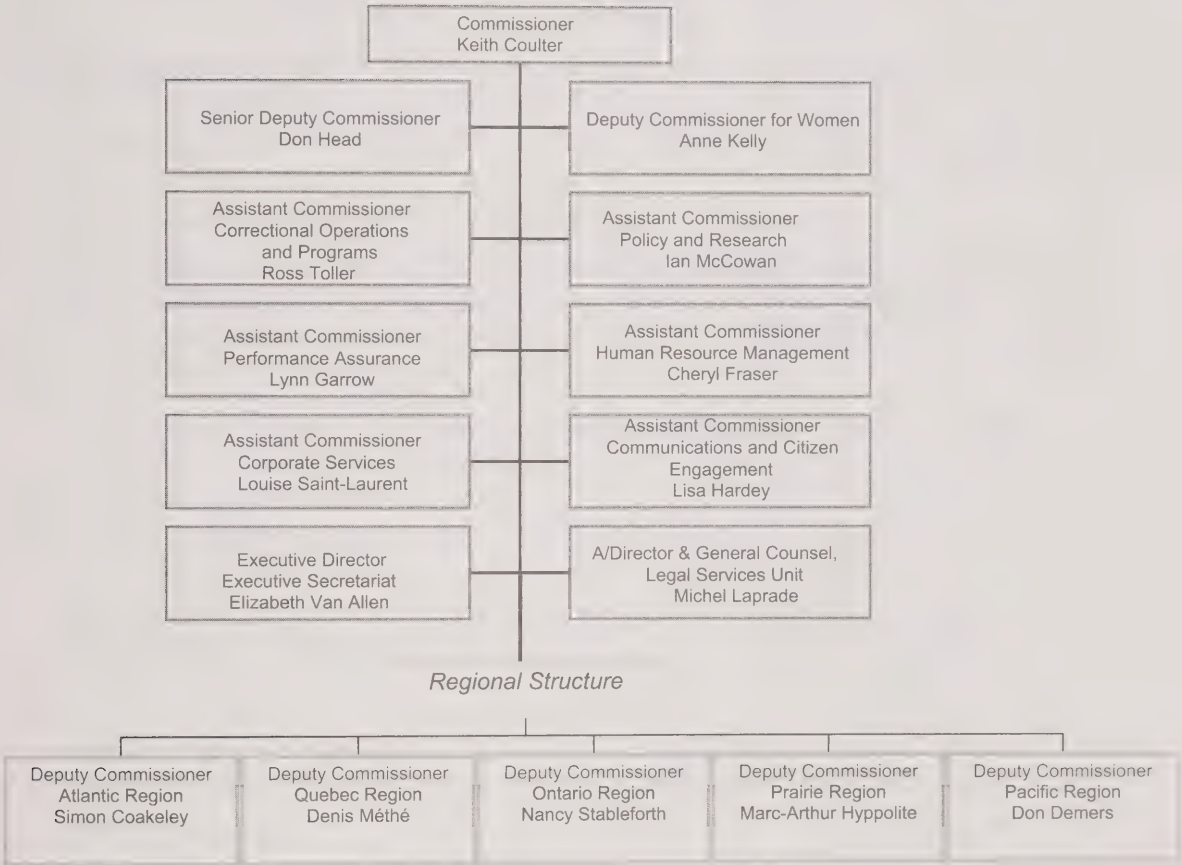 Commissioner
Keith Coulter
Senior Deputy Commissioner
Don Head
Deputy Commissioner for Women
Anne Kelly
Assistant Commissioner
Correctional Operations
and Programs
Ross Toller
Assistant Commissioner
Policy and Research
Ian McCowan
Assistant Commissioner
Performance Assurance
Lynn Garrow
Assistant Commissioner
Human Resource Management
Cheryl Fraser
Assistant Commissioner
Corporate Services
Louise Saint-Laurent
Assistant Commissioner
Communications and Citizen
Engagement
Lisa Hardey
Executive Director
Executive Secretariat
Elizabeth Van Allen
A/Director & General Counsel,
Legal Services Unit
Michel Laprade
Regional Structure
Deputy Commissioner
Atlantic Region
Simon Coakeley
Deputy Commissioner
Quebec Region
Denis Méthé
Deputy Commissioner
Ontario Region
Nancy Stableforth
Deputy Commissioner
Prairie Region
Marc-Arthur Hyppolite
Deputy Commissioner
Pacific Region
Don Demers